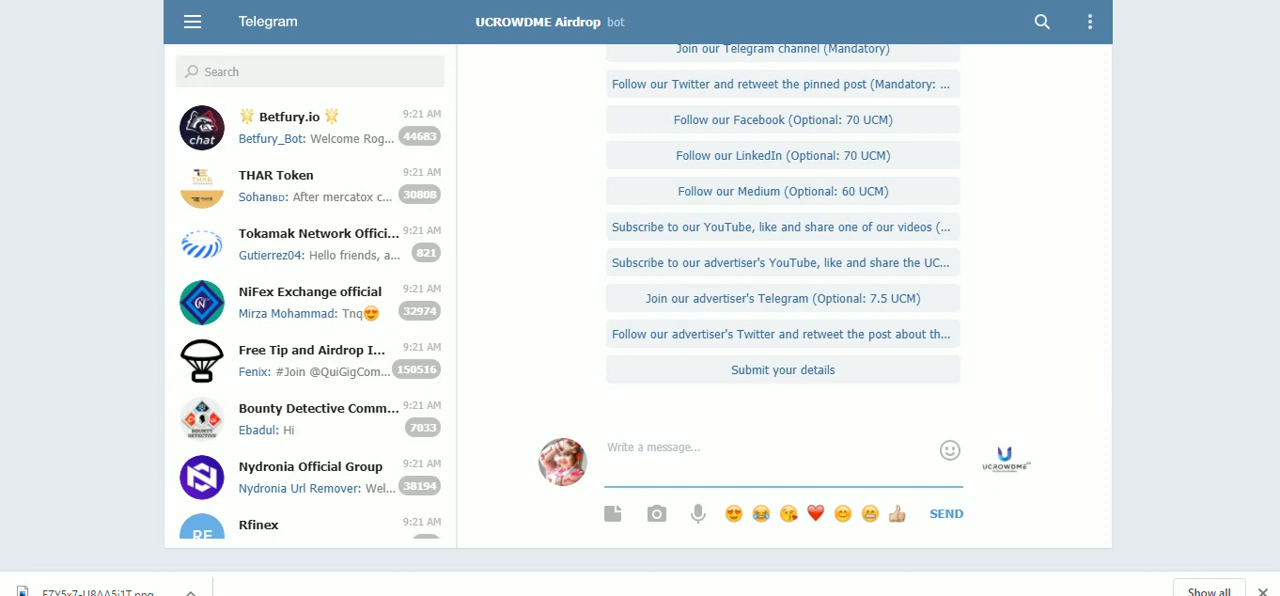 Telegram
UCROWDME Airdrop bot
Search
Betfury.io
9:21 AM
Betfury_Bot: Welcome Rog...
44683
chat
THAR Token
9:21 AM
SohanBD: After mercatox c...
30808
Tokamak Network Offici...
9:21 AM
Gutierrez04: Hello friends, a...
821
NiFex Exchange official
9:21 AM
Mirza Mohammad: Tnq😍
32974
Free Tip and Airdrop I...
9:21 AM
Fenix: #Join @QuiGigCom...
150516
Bounty Detective Comm...
9:21 AM
Ebadul: Hi
7033
Nydronia Official Group
9:21 AM
Nydronia Url Remover: Wel...
38194
Rfinex
9:21 AM
RF
Join our Telegram channel (Mandatory)
Follow our Twitter and retweet the pinned post (Mandatory: ...
Follow our Facebook (Optional: 70 UCM)
Follow our LinkedIn (Optional: 70 UCM)
Follow our Medium (Optional: 60 UCM)
Subscribe to our YouTube, like and share one of our videos (...
Subscribe to our advertiser's YouTube, like and share the UC...
Join our advertiser's Telegram (Optional: 7.5 UCM)
Follow our advertiser's Twitter and retweet the post about th...
Submit your details
Write a message...
UCROWDME
SEND
Show all